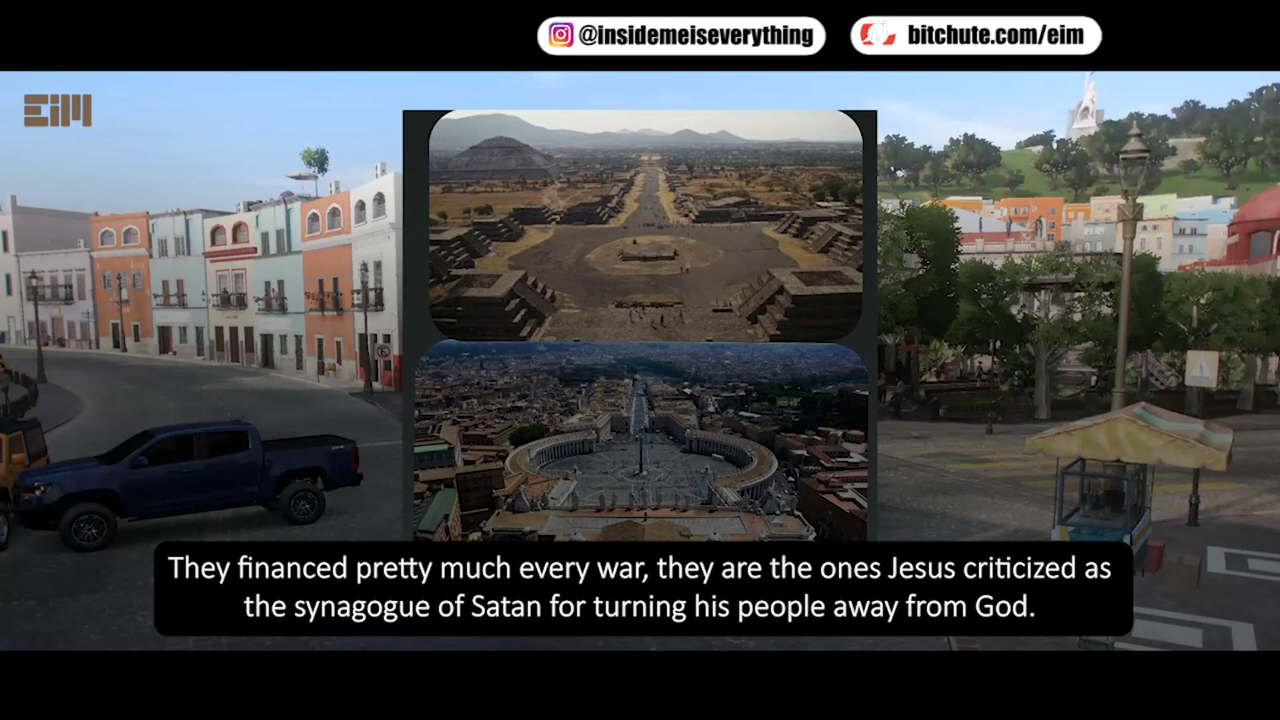 @insidemeiseverything
bitchute.com/eim
EIM
They financed pretty much every war, they are the ones Jesus criticized as
the synagogue of Satan for turning his people away from God.